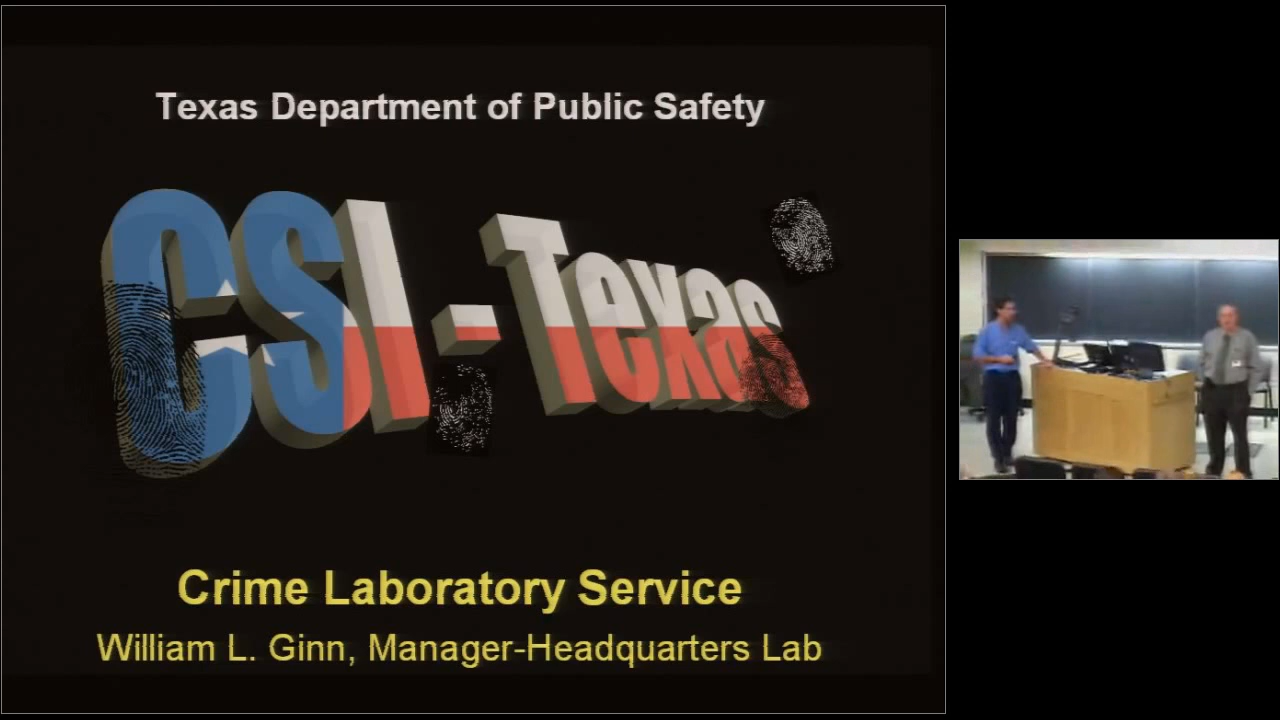 Texas Department of Public Safety
CSI - Texas
Crime Laboratory Service
William L. Ginn, Manager-Headquarters Lab